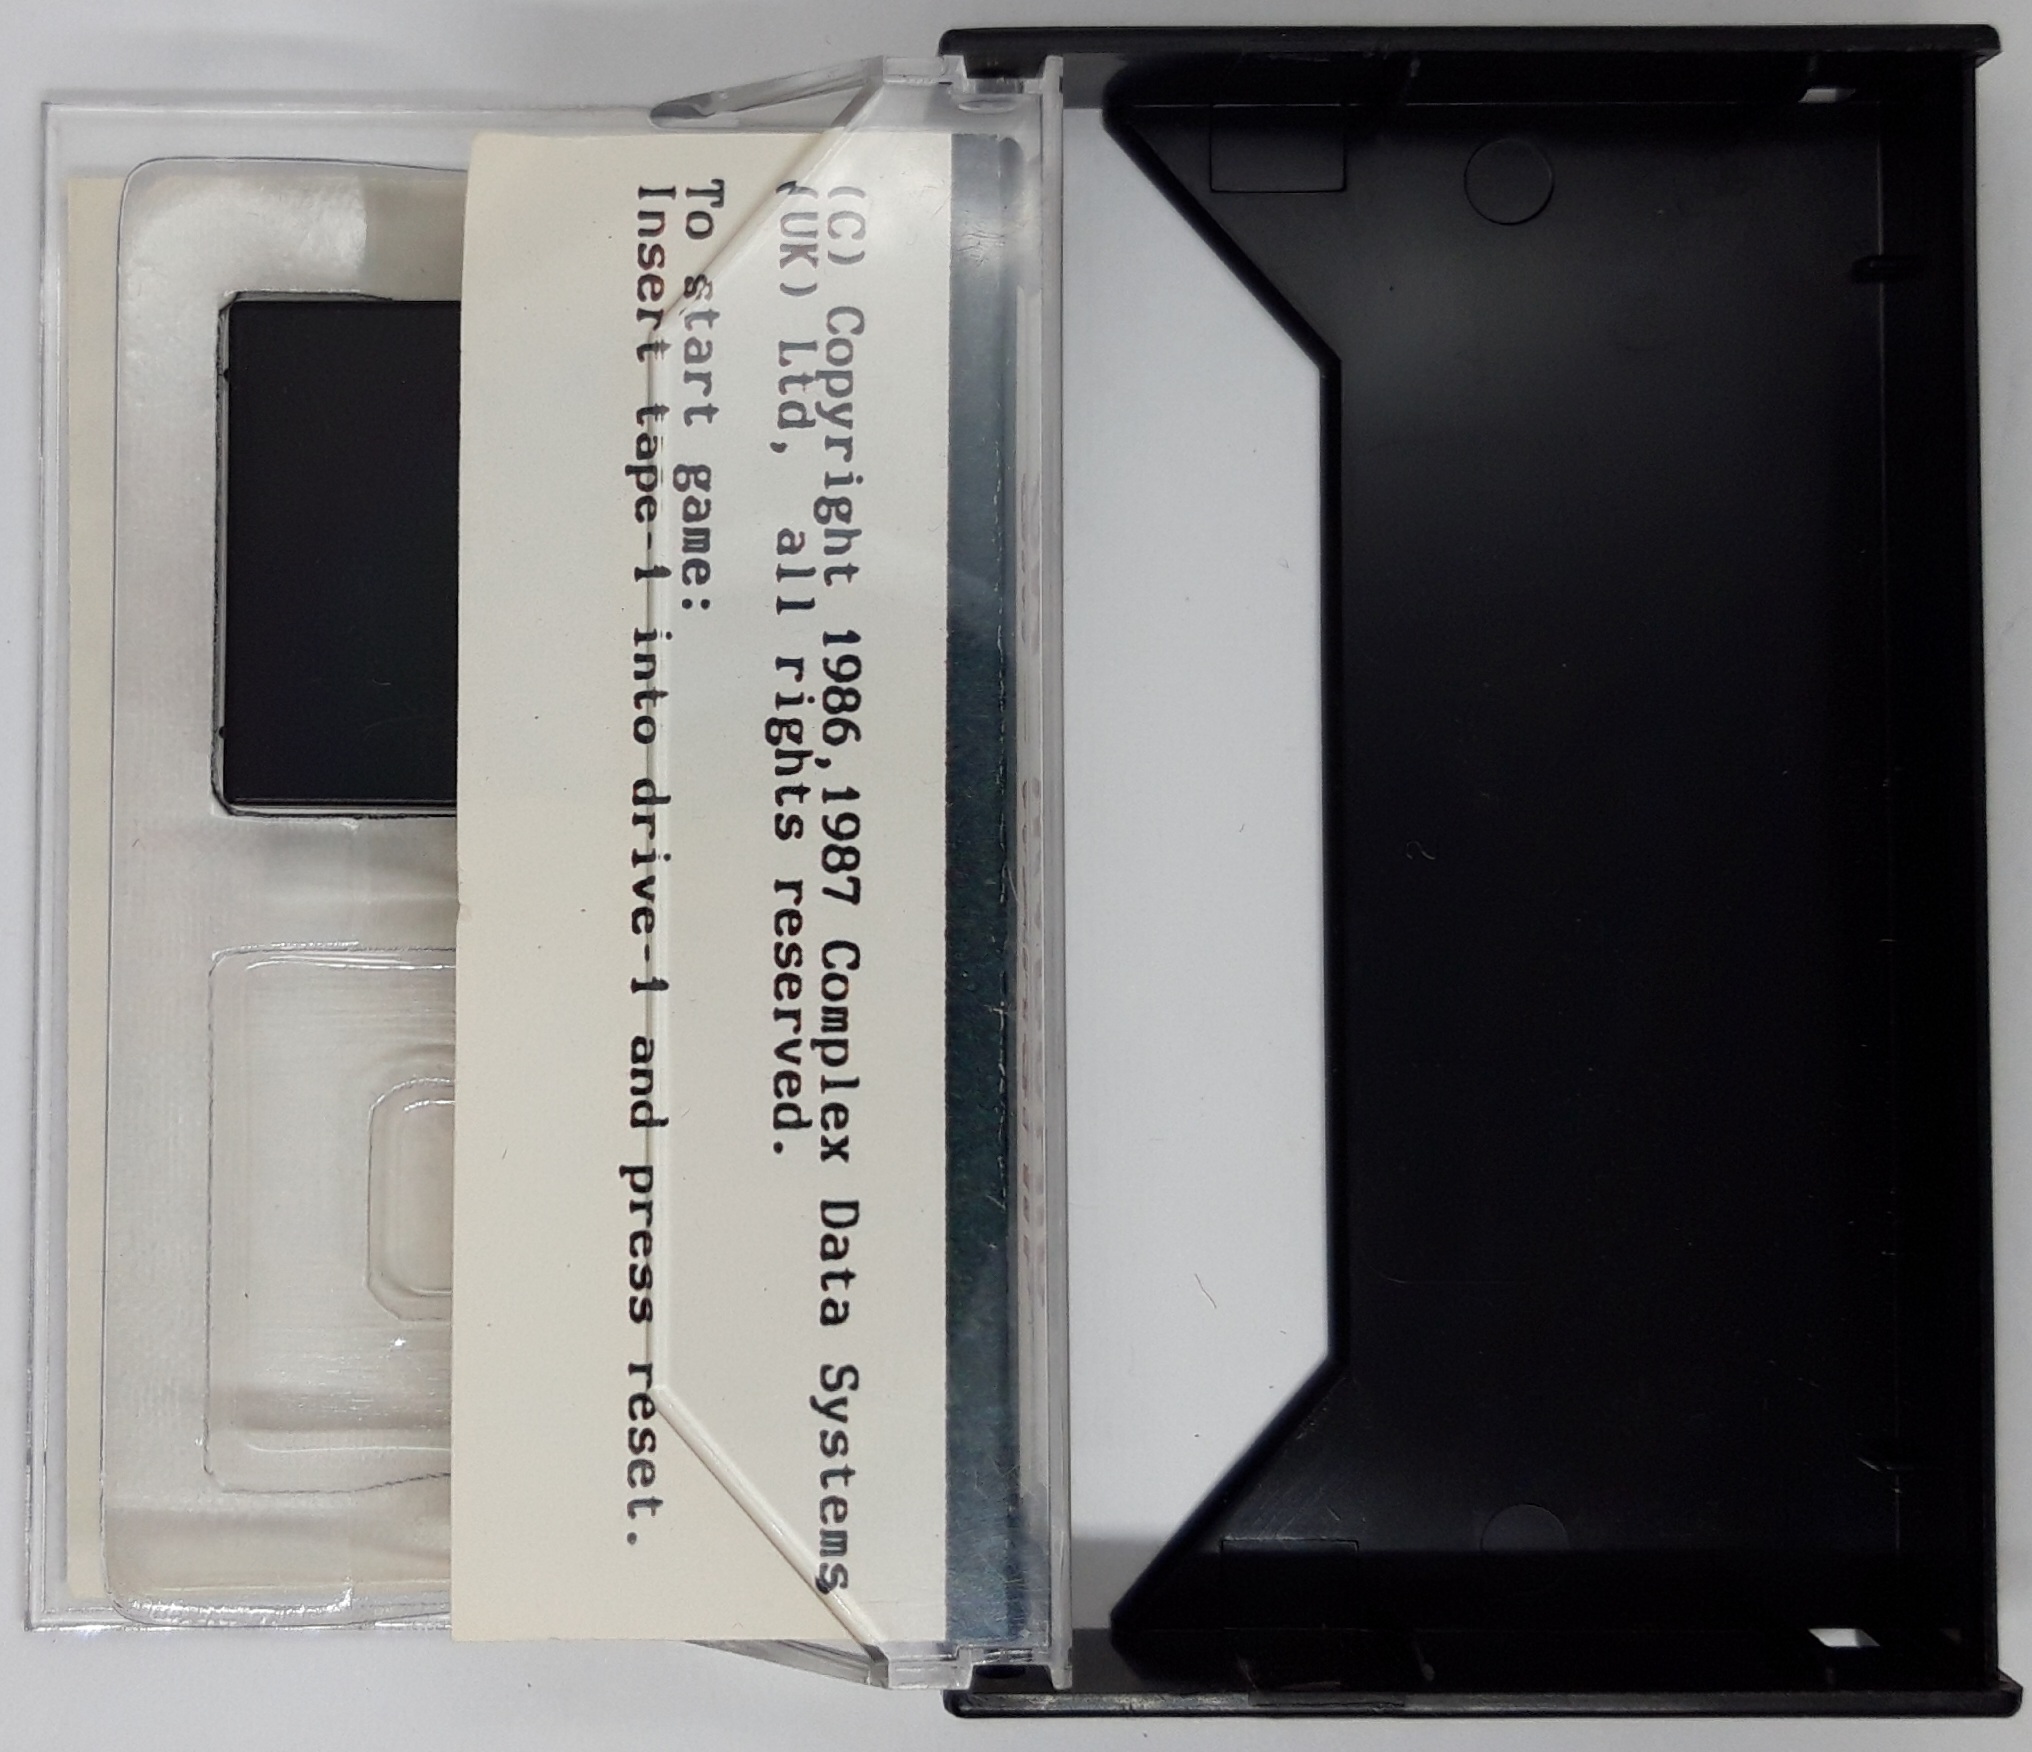 (C) Copyright 1986,1987 Complex Data Systems
(UK) Ltd, all rights reserved.
To start game:
Insert tape-1 into drive-1 and press reset.